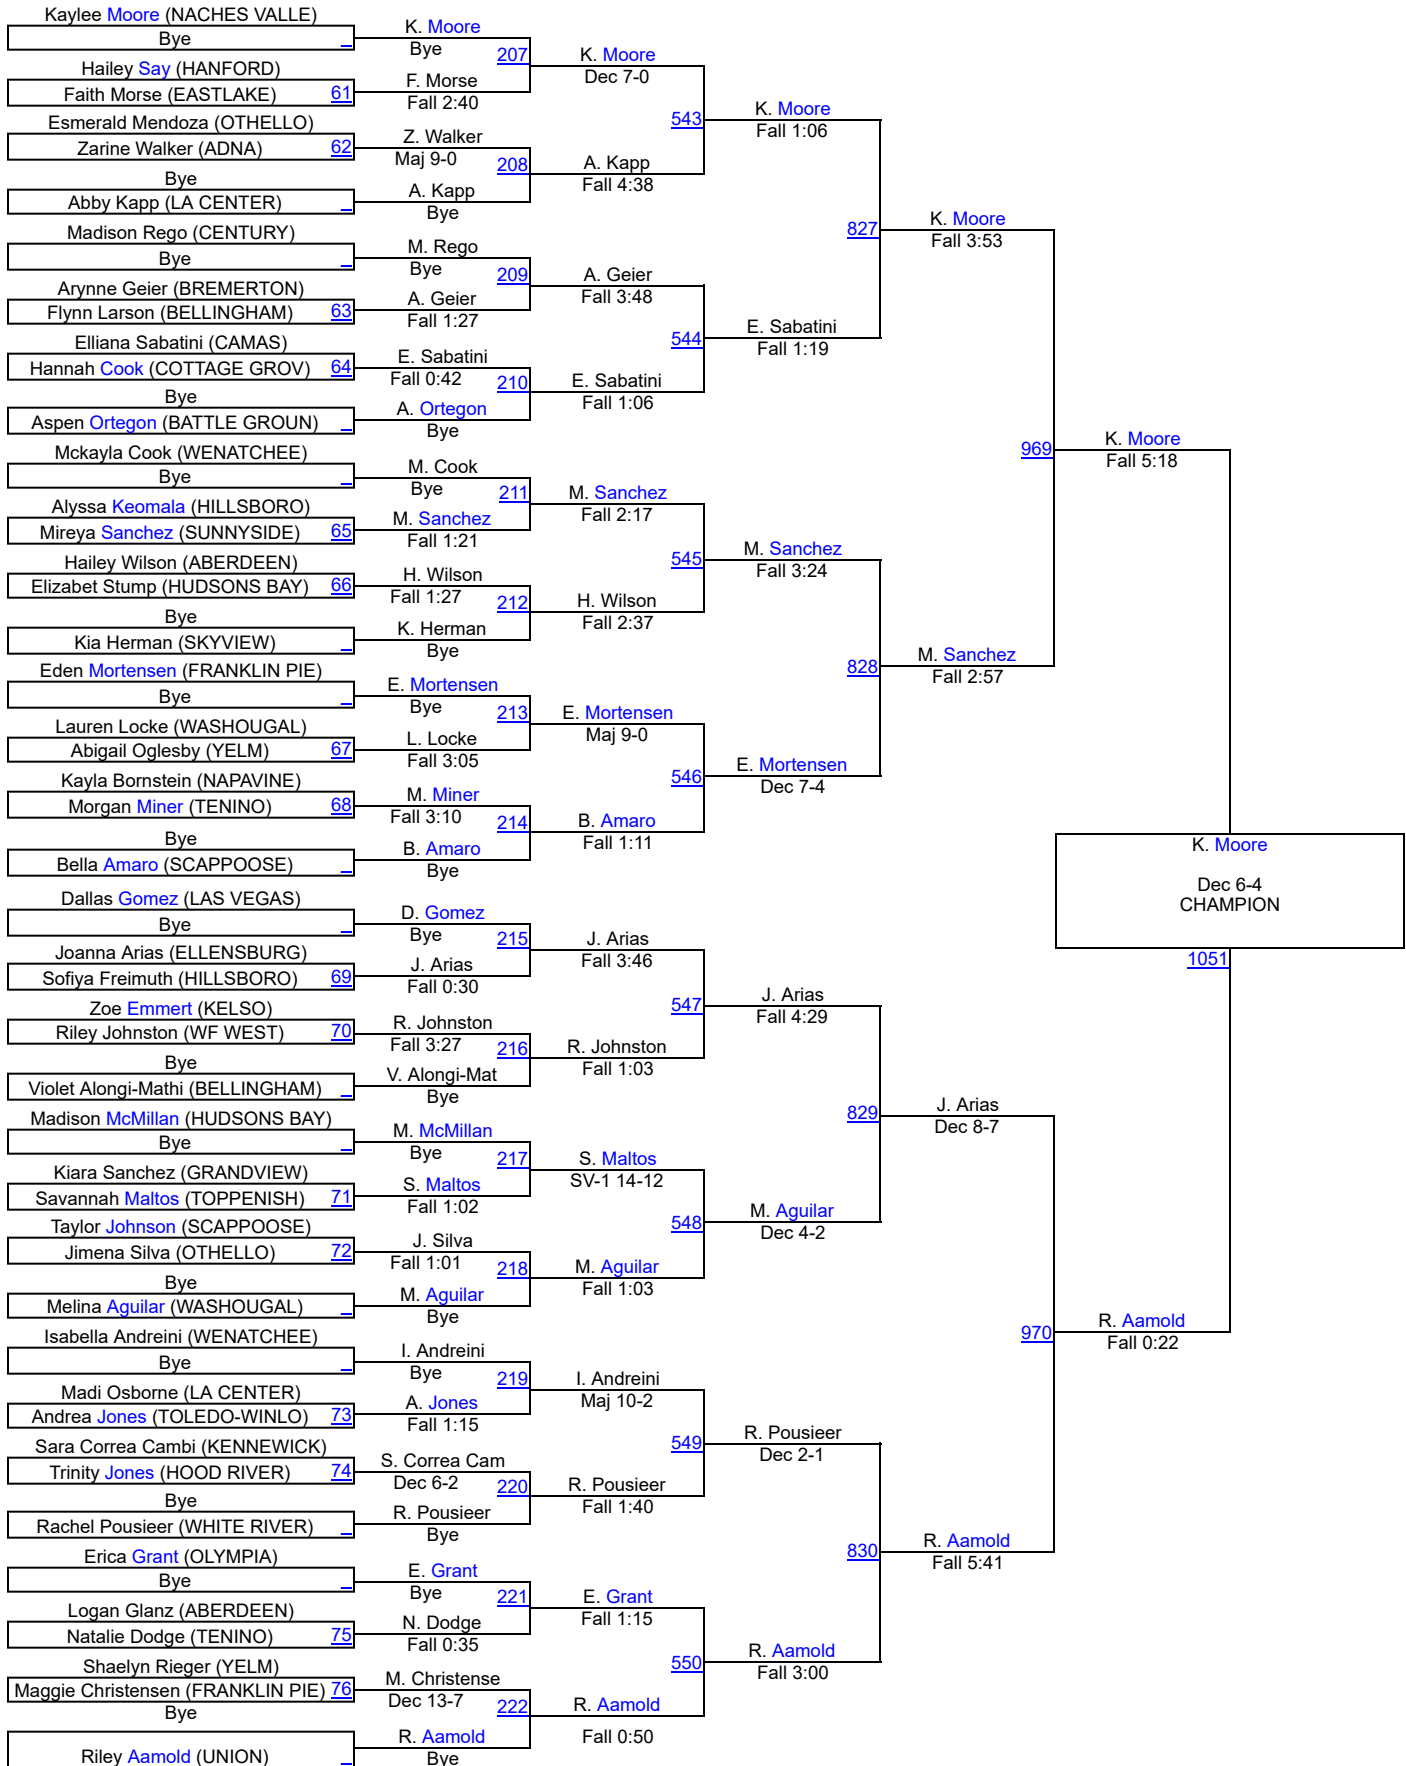 Kaylee Moore (NACHES VALLE)
Bye
Hailey Say (HANFORD)
Faith Morse (EASTLAKE) 61
Esmerald Mendoza (OTHELLO)
Zarine Walker (ADNA) 62
Bye
Abby Kapp (LA CENTER)
Madison Rego (CENTURY)
Bye
Arynne Geier (BREMERTON)
Flynn Larson (BELLINGHAM) 63
Elliana Sabatini (CAMAS)
Hannah Cook (COTTAGE GROV) 64
Bye
Aspen Ortegon (BATTLE GROUN)
Mckayla Cook (WENATCHEE)
Bye
Alyssa Keomala (HILLSBORO)
Mireya Sanchez (SUNNYSIDE) 65
Hailey Wilson (ABERDEEN)
Elizabet Stump (HUDSONS BAY) 66
Bye
Kia Herman (SKYVIEW)
Eden Mortensen (FRANKLIN PIE)
Bye
Lauren Locke (WASHOUGAL)
Abigail Oglesby (YELM) 67
Kayla Bornstein (NAPAVINE)
Morgan Miner (TENINO) 68
Bye
Bella Amaro (SCAPPOOSE)
Dallas Gomez (LAS VEGAS)
Bye
Joanna Arias (ELLENSBURG)
Sofiya Freimuth (HILLSBORO) 69
Zoe Emmert (KELSO)
Riley Johnston (WF WEST) 70
Bye
Violet Alongi-Mathi (BELLINGHAM)
Madison McMillan (HUDSONS BAY)
Bye
Kiara Sanchez (GRANDVIEW)
Savannah Maltos (TOPPENISH) 71
Taylor Johnson (SCAPPOOSE)
Jimena Silva (OTHELLO) 72
Bye
Melina Aguilar (WASHOUGAL)
Isabella Andreini (WENATCHEE)
Bye
Madi Osborne (LA CENTER)
Andrea Jones (TOLEDO-WINLO) 73
Sara Correa Cambi (KENNEWICK)
Trinity Jones (HOOD RIVER) 74
Bye
Rachel Pousieer (WHITE RIVER)
Erica Grant (OLYMPIA)
Bye
Logan Glanz (ABERDEEN)
Natalie Dodge (TENINO) 75
Shaelyn Rieger (YELM)
Maggie Christensen (FRANKLIN PIE) 76
Bye
Riley Aamold (UNION)
K. Moore
Bye
207
F. Morse
Fall 2:40
Z. Walker
Maj 9-0
208
A. Kapp
Bye
M. Rego
Bye
209
A. Geier
Fall 1:27
E. Sabatini
Fall 0:42
210
A. Ortegon
Bye
M. Cook
Bye
211
M. Sanchez
Fall 1:21
H. Wilson
Fall 1:27
212
K. Herman
Bye
E. Mortensen
Bye
213
L. Locke
Fall 3:05
M. Miner
Fall 3:10
214
B. Amaro
Bye
D. Gomez
Bye
215
J. Arias
Fall 0:30
R. Johnston
Fall 3:27
216
V. Alongi-Mat
Bye
M. McMillan
Bye
217
S. Maltos
Fall 1:02
J. Silva
Fall 1:01
218
M. Aguilar
Bye
I. Andreini
Bye
219
A. Jones
Fall 1:15
S. Correa Cam
Dec 6-2
220
R. Pousieer
Bye
E. Grant
Bye
221
N. Dodge
Fall 0:35
M. Christense
Dec 13-7
222
R. Aamold
Bye
K. Moore
Dec 7-0
543
A. Kapp
Fall 4:38
A. Geier
Fall 3:48
544
E. Sabatini
Fall 1:06
M. Sanchez
Fall 2:17
545
H. Wilson
Fall 2:37
E. Mortensen
Maj 9-0
546
B. Amaro
Fall 1:11
J. Arias
Fall 3:46
547
R. Johnston
Fall 1:03
S. Maltos
SV-1 14-12
548
M. Aguilar
Fall 1:03
I. Andreini
Maj 10-2
549
R. Pousieer
Fall 1:40
E. Grant
Fall 1:15
550
R. Aamold
Fall 0:50
K. Moore
Fall 1:06
827
E. Sabatini
Fall 1:19
M. Sanchez
Fall 3:24
828
E. Mortensen
Dec 7-4
J. Arias
Fall 4:29
829
M. Aguilar
Dec 4-2
R. Pousieer
Dec 2-1
830
R. Aamold
Fall 3:00
K. Moore
Fall 3:53
969
M. Sanchez
Fall 2:57
J. Arias
Dec 8-7
970
R. Aamold
Fall 5:41
K. Moore
Fall 5:18
R. Aamold
Fall 0:22
K. Moore
Dec 6-4
CHAMPION
1051